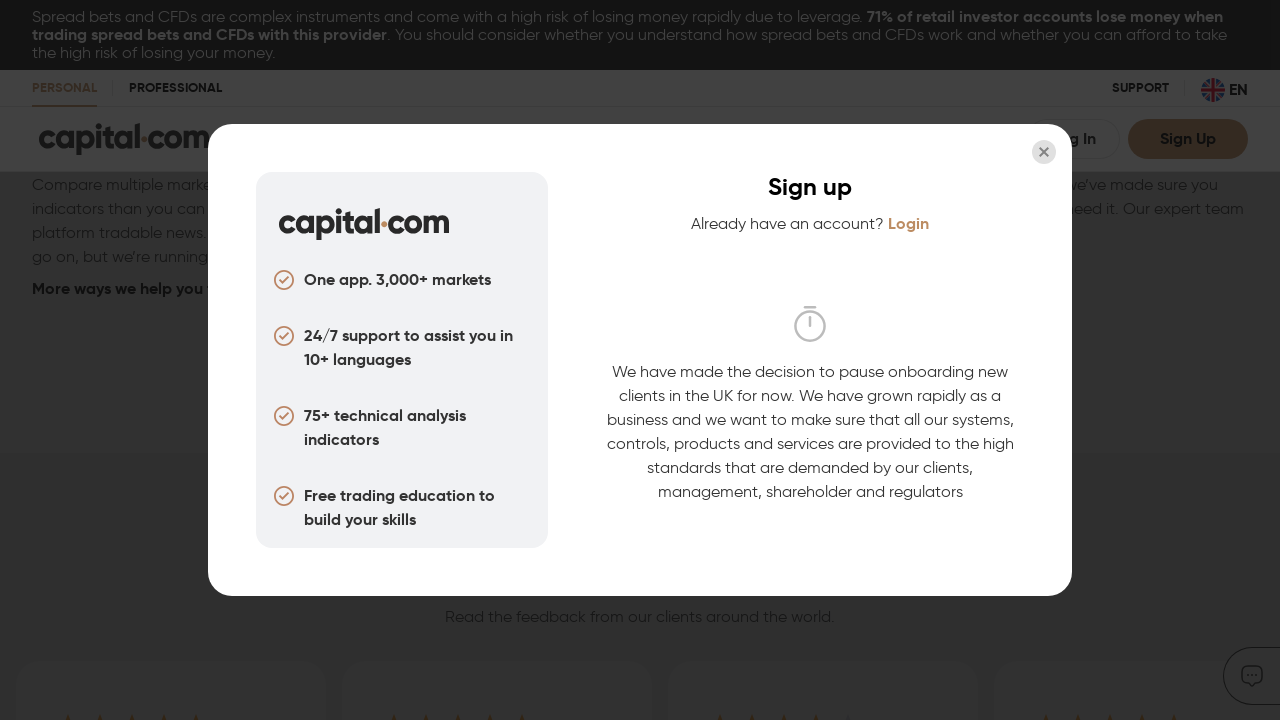 Spread bets and CFDs are complex instruments and come with a high risk of losing money rapidly due to leverage. 71% of retail investor accounts lose money when
trading spread bets and CFDs with this provider. You should consider whether you understand how spread bets and CFDs work and whether you can afford to take
the high risk of losing your money.
PERSONAL
PROFESSIONAL
SUPPORT
EN
capital.com
In
Sign Up
Compare multiple
we've made sure you
indicators than you can
need it. Our expert team
platform tradable news.
go on, but we're running
More ways we help you
capital.com
One app. 3,000+ markets
24/7 support to assist you in
10+ languages
75+ technical analysis
indicators
Free trading education to
build your skills
Sign up
Already have an account? Login
We have made the decision to pause onboarding new
clients in the UK for now. We have grown rapidly as a
business and we want to make sure that all our systems,
controls, products and services are provided to the high
standards that are demanded by our clients,
management, shareholder and regulators
Read the feedback from our clients around the world.